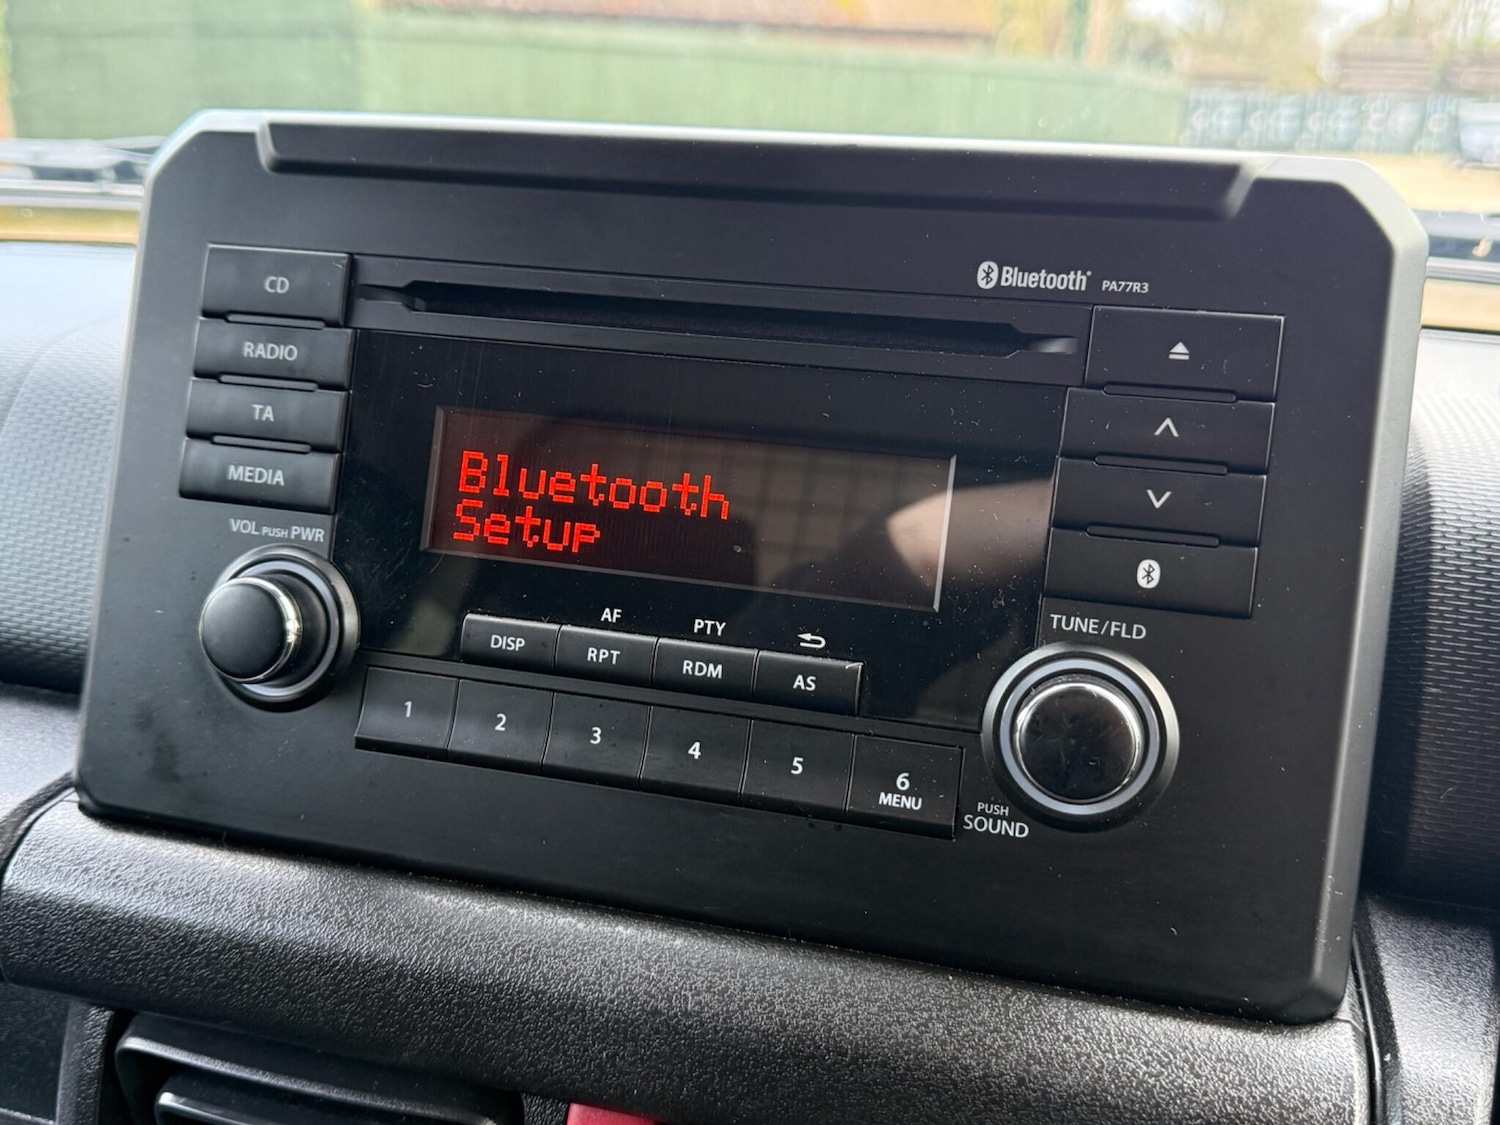 CD
Bluetooth® PA77R3
RADIO
TA
MEDIA
Bluetooth
Setup
VOL PUSH PWR
AF
PTY
TUNE/FLD
DISP
RPT
RDM
AS
1
2
3
4
5
6
MENU
PUSH
SOUND